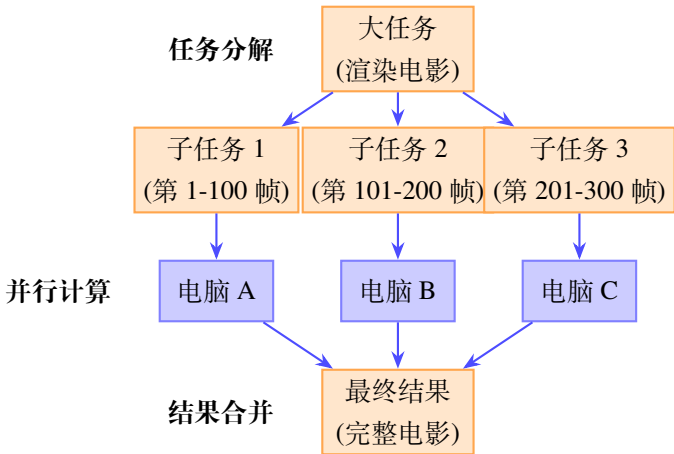 大任务
(渲染电影)
任务分解
子任务 1
(第 1-100 帧)
子任务 2
(第 101-200 帧)
子任务 3
(第 201-300 帧)
并行计算
电脑 A
电脑 B
电脑 C
最终结果
(完整电影)
结果合并